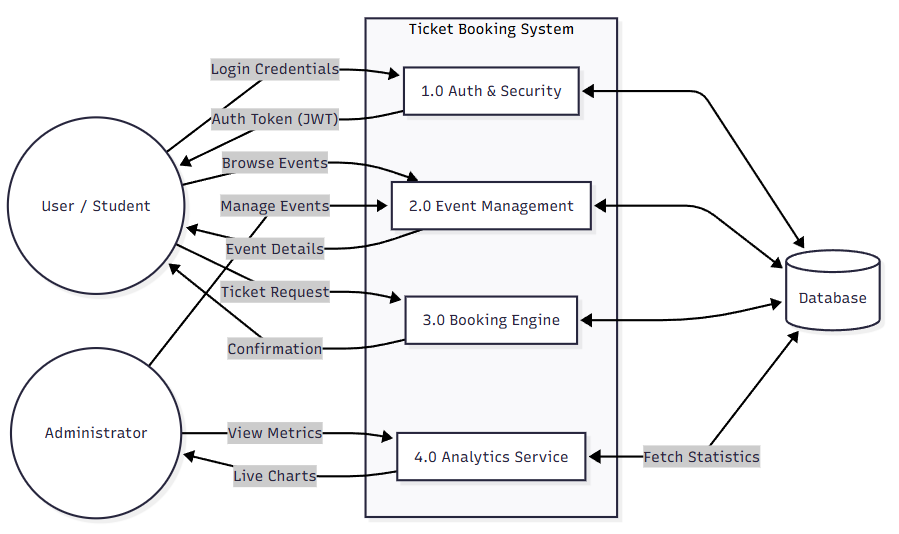 Ticket Booking System
Login Credentials
1.0 Auth & Security
Auth Token (JWT)
Browse Events
User / Student
Manage Events
2.0 Event Management
Event Details
Ticket Request
Database
3.0 Booking Engine
Confirmation
Administrator
View Metrics
4.0 Analytics Service
Fetch Statistics
Live Charts